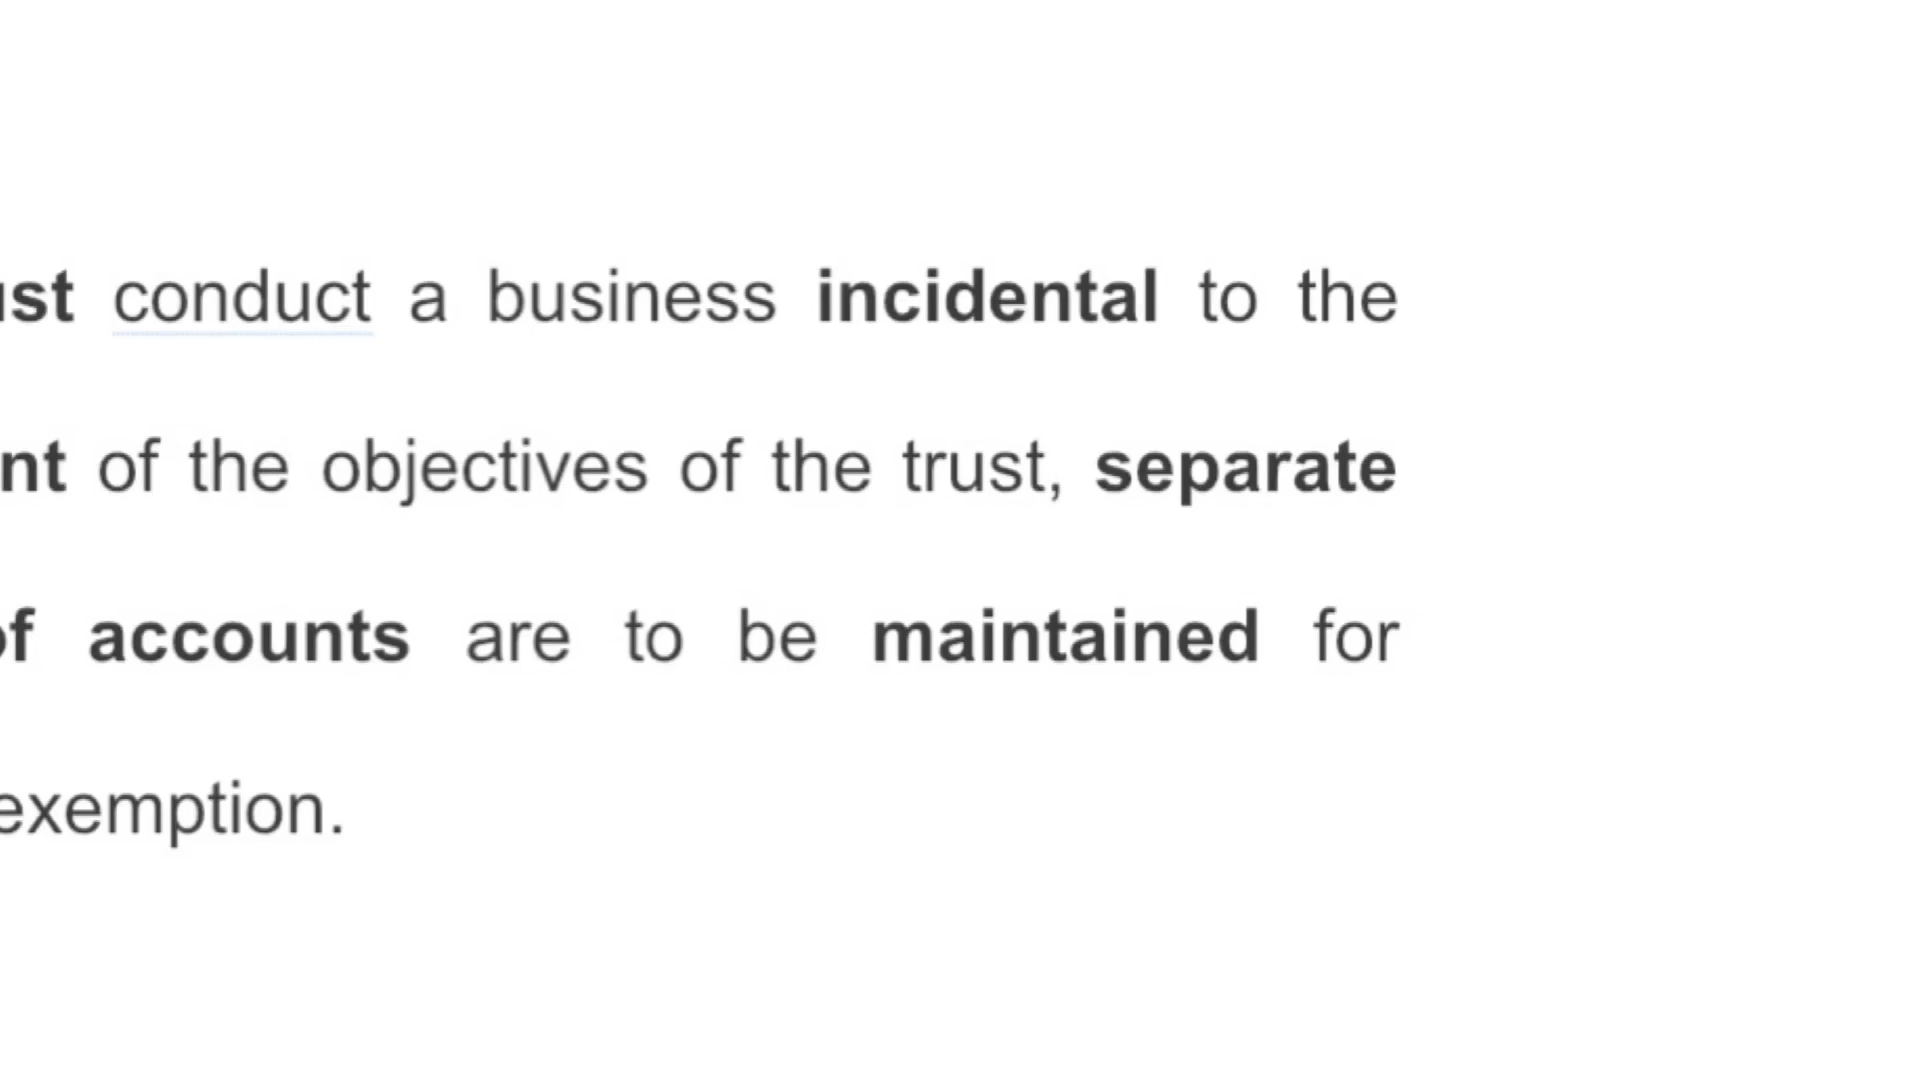 conduct a business incidental to the
of the objectives of the trust, separate
accounts are to be maintained for
exemption.